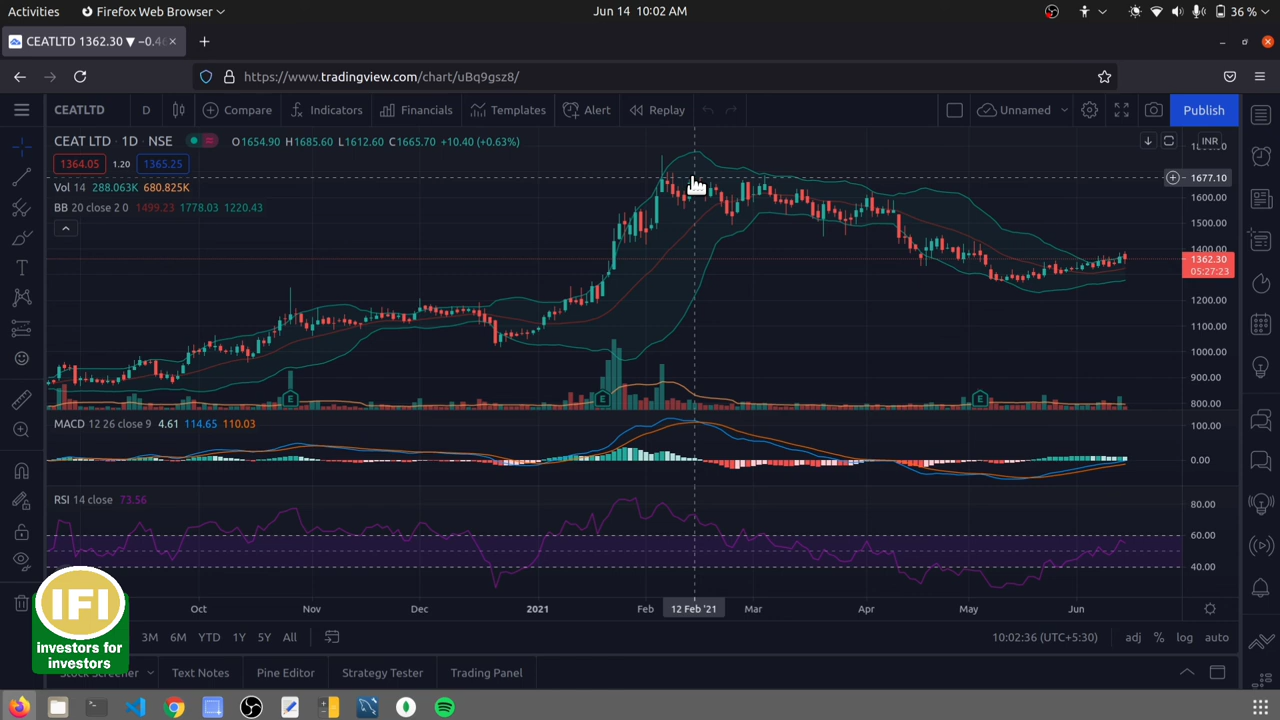 Activities Firefox Web Browser Jun 14 10:02 AM 36 %
CEATLTD 1362.30 ▼ −0.4
https://www.tradingview.com/chart/uBq9gsz8/
CEATLTD D Compare Indicators Financials Templates Alert Replay Unnamed Publish
CEAT LTD 1D NSE O1654.90 H1685.60 L1612.60 C1665.70 +10.40 (+0.63%) INR
1364.05 1.20 1365.25
Vol 14 288.063K 680.825K
BB 20 close 2 0 1499.23 1778.03 1220.43
1677.10
1600.00
1500.00
1400.00
1362.30
05:27:23
1200.00
1100.00
1000.00
900.00
800.00
E E E
MACD 12 26 close 9 4.61 114.65 110.03
100.00
0.00
RSI 14 close 73.56
80.00
60.00
40.00
Oct Nov Dec 2021 Feb 12 Feb '21 Mar Apr May Jun
3M 6M YTD 1Y 5Y All 10:02:36 (UTC+5:30) adj % log auto
IFI
investors for
investors
Stock Screener Text Notes Pine Editor Strategy Tester Trading Panel